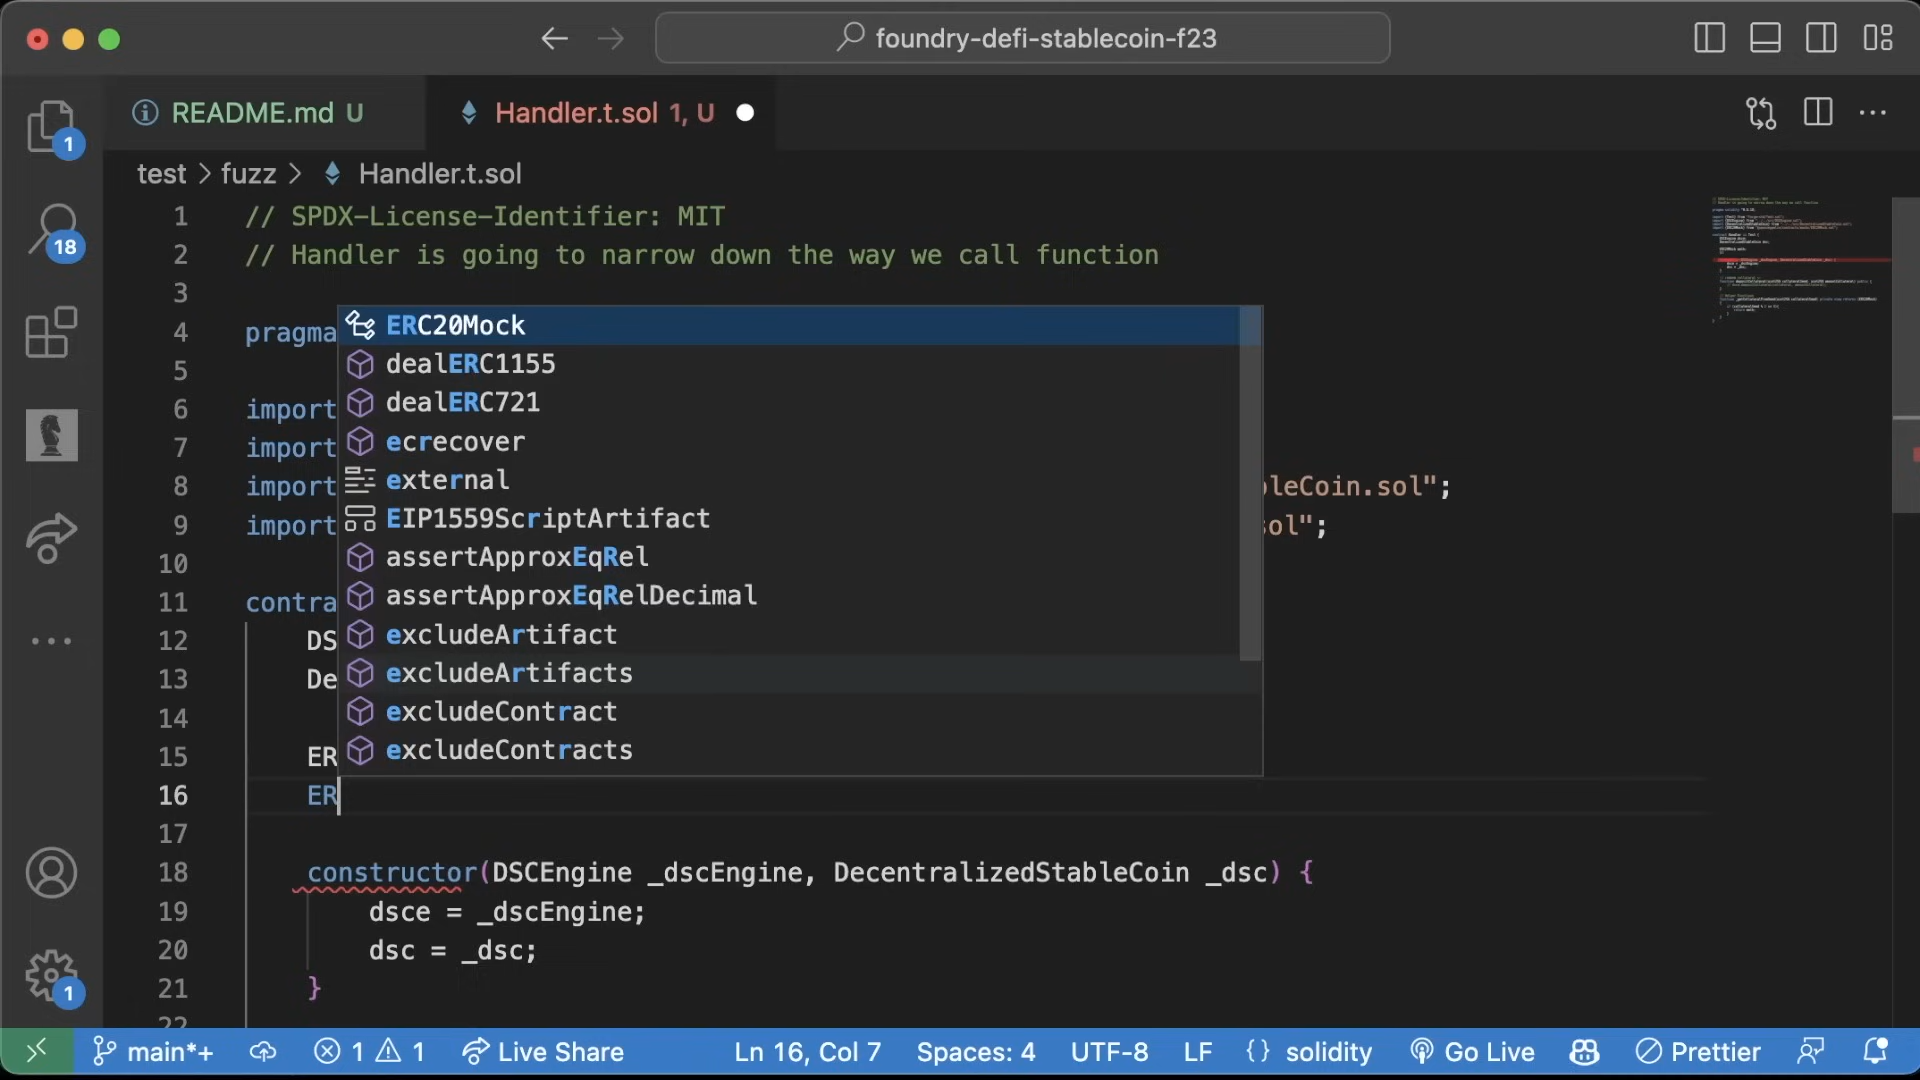 foundry-defi-stablecoin-f23
README.md U
Handler.t.sol 1, U
1
test > fuzz > Handler.t.sol
18
1 // SPDX-License-Identifier: MIT
2 // Handler is going to narrow down the way we call function
3
4 pragma
5
6 import
7 import
8 import bleCoin.sol";
9 import sol";
10
11 contra
12 DS
13 De
14
15 ER
16 ER
17
18 constructor(DSCEngine _dscEngine, DecentralizedStableCoin _dsc) {
19 dsce = _dscEngine;
20 dsc = _dsc;
21 }
22
ERC20Mock
dealERC1155
dealERC721
ecrecover
external
EIP1559ScriptArtifact
assertApproxEqRel
assertApproxEqRelDecimal
excludeArtifact
excludeArtifacts
excludeContract
excludeContracts
1
main*+ 1 1 Live Share Ln 16, Col 7 Spaces: 4 UTF-8 LF {} solidity Go Live Prettier